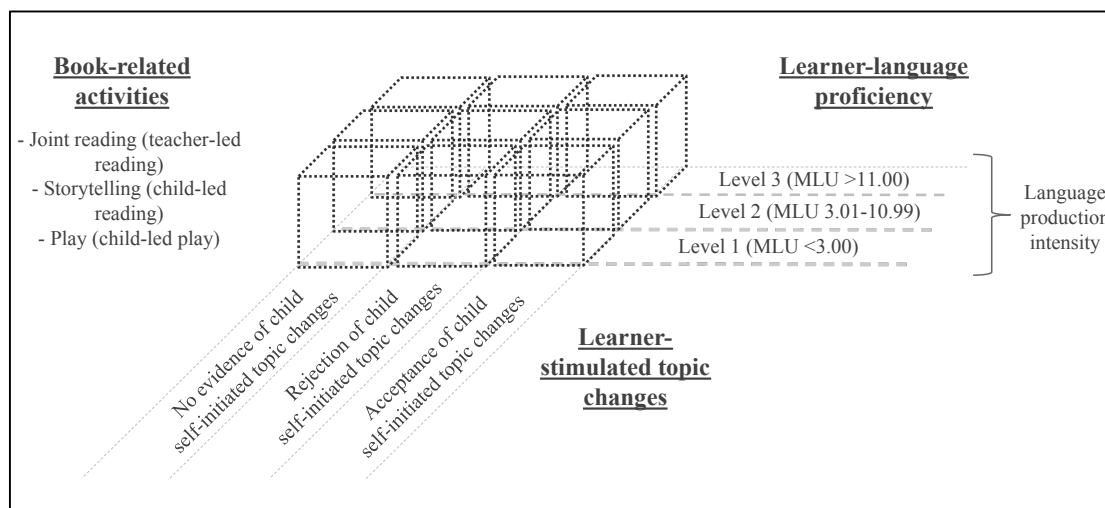 Book-related
activities
- Joint reading (teacher-led
reading)
- Storytelling (child-led
reading)
- Play (child-led play)
Learner-language
proficiency
Level 3 (MLU >11.00)
Level 2 (MLU 3.01-10.99)
Level 1 (MLU <3.00)
Language
production
intensity
No evidence of child
self-initiated topic changes
Rejection of child
self-initiated topic changes
Acceptance of child
self-initiated topic changes
Learner-
stimulated topic
changes